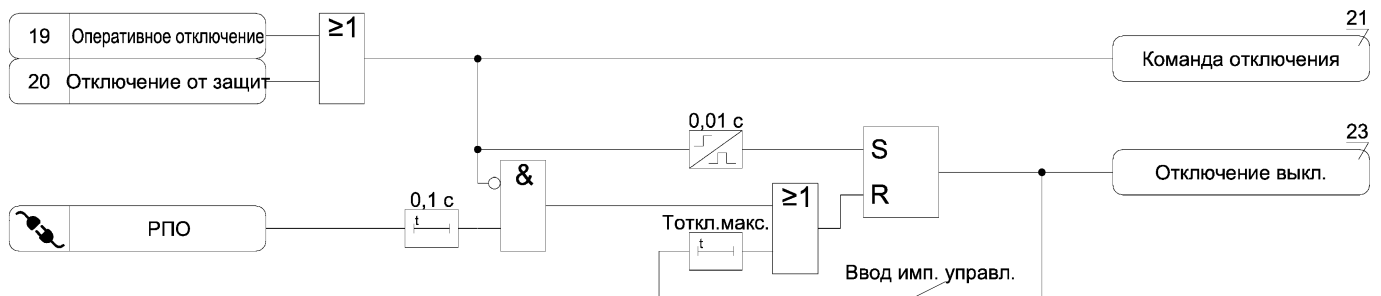 19 Оперативное отключение
≥1
21
20 Отключение от защит
Команда отключения
0,01 с
S
23
&
Отключение выкл.
≥1
R
0,1 с
РПО
t
Тоткл.макс.
t
Ввод имп. управл.